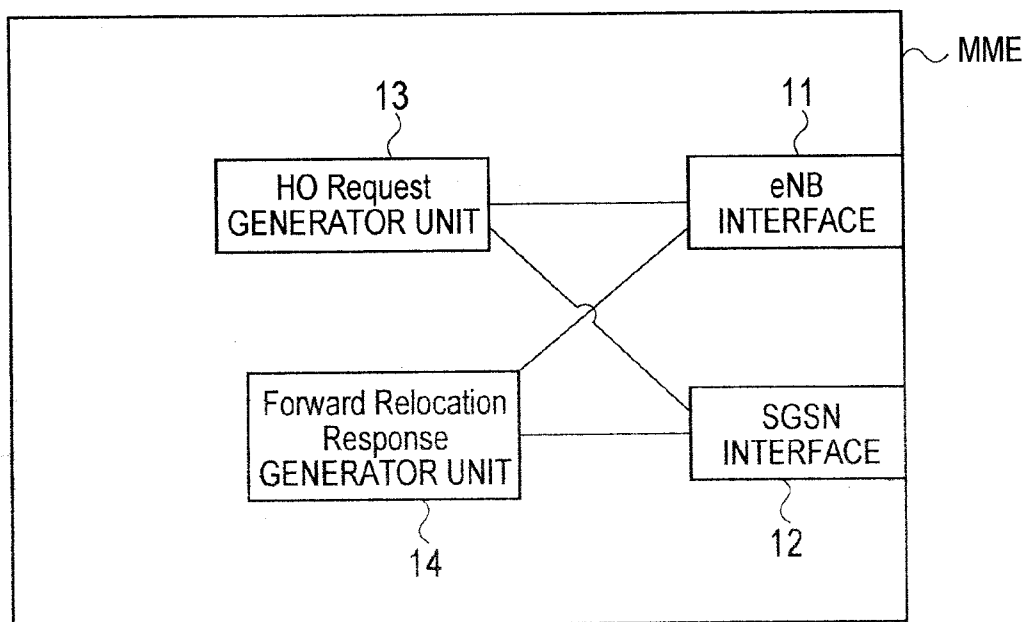 MME
13
HO Request
GENERATOR UNIT
11
eNB
INTERFACE
Forward Relocation
Response
GENERATOR UNIT
14
SGSN
INTERFACE
12